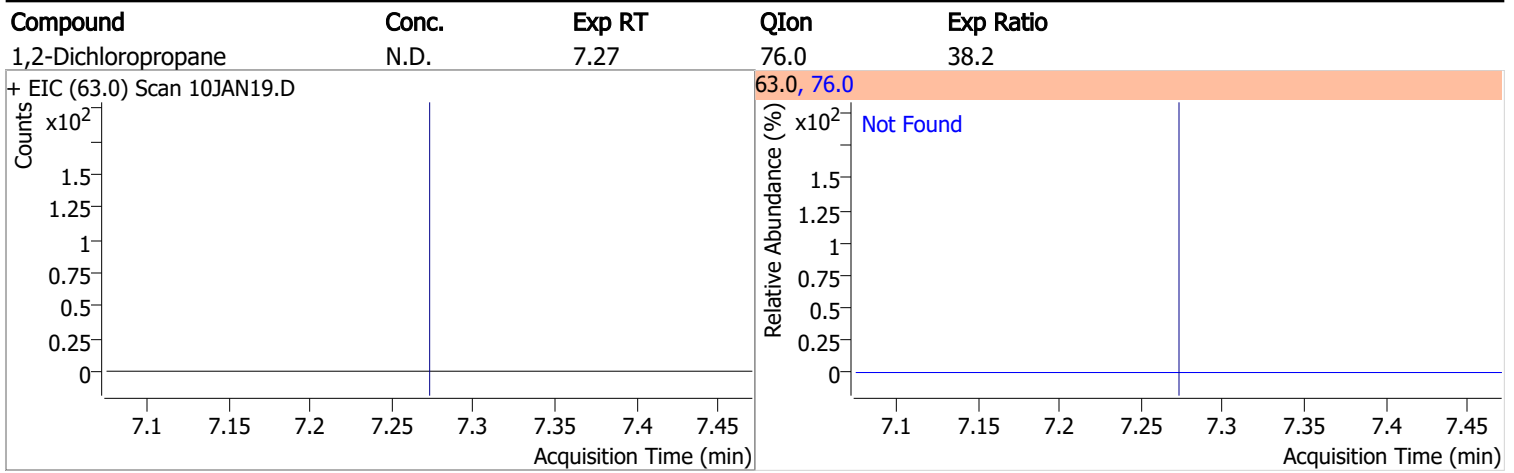 Compound Conc. Exp RT QIon Exp Ratio
1,2-Dichloropropane N.D. 7.27 76.0 38.2
+ EIC (63.0) Scan 10JAN19.D
Counts
x10²
1.5
1.25
1
0.75
0.5
0.25
0
7.1 7.15 7.2 7.25 7.3 7.35 7.4 7.45
Acquisition Time (min)
63.0, 76.0
Relative Abundance (%)
x10²
Not Found
1.5
1.25
1
0.75
0.5
0.25
0
7.1 7.15 7.2 7.25 7.3 7.35 7.4 7.45
Acquisition Time (min)